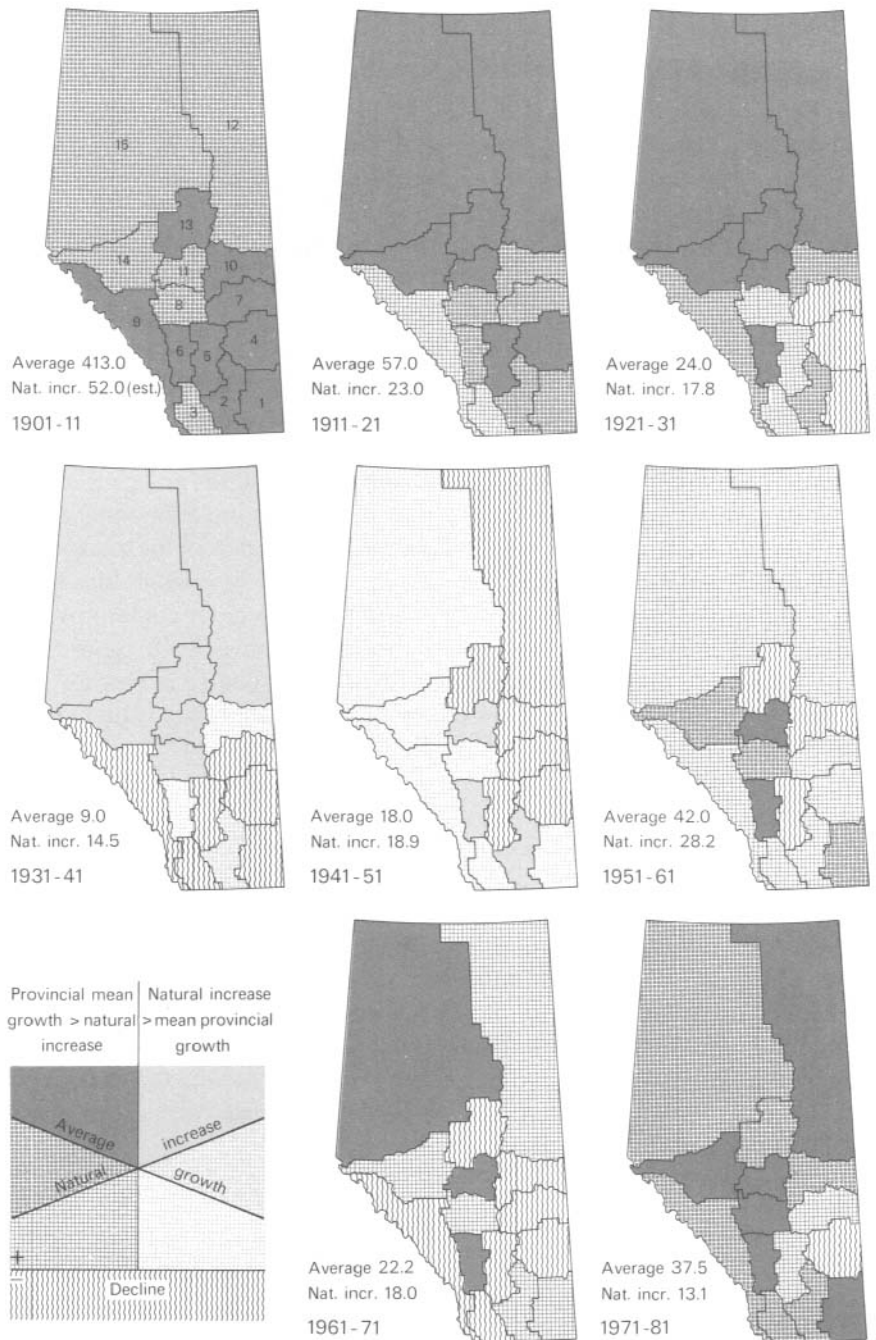 15
12
13
14
11
10
8
7
9
6
5
4
3
2
1
Average 413.0
Nat. incr. 52.0 (est.)
1901-11
Average 57.0
Nat. incr. 23.0
1911-21
Average 24.0
Nat. incr. 17.8
1921-31
Average 9.0
Nat. incr. 14.5
1931-41
Average 18.0
Nat. incr. 18.9
1941-51
Average 42.0
Nat. incr. 28.2
1951-61
Provincial mean
growth > natural
increase
Natural increase
> mean provincial
growth
Average
increase
Natural
growth
+
−
Decline
Average 22.2
Nat. incr. 18.0
1961-71
Average 37.5
Nat. incr. 13.1
1971-81